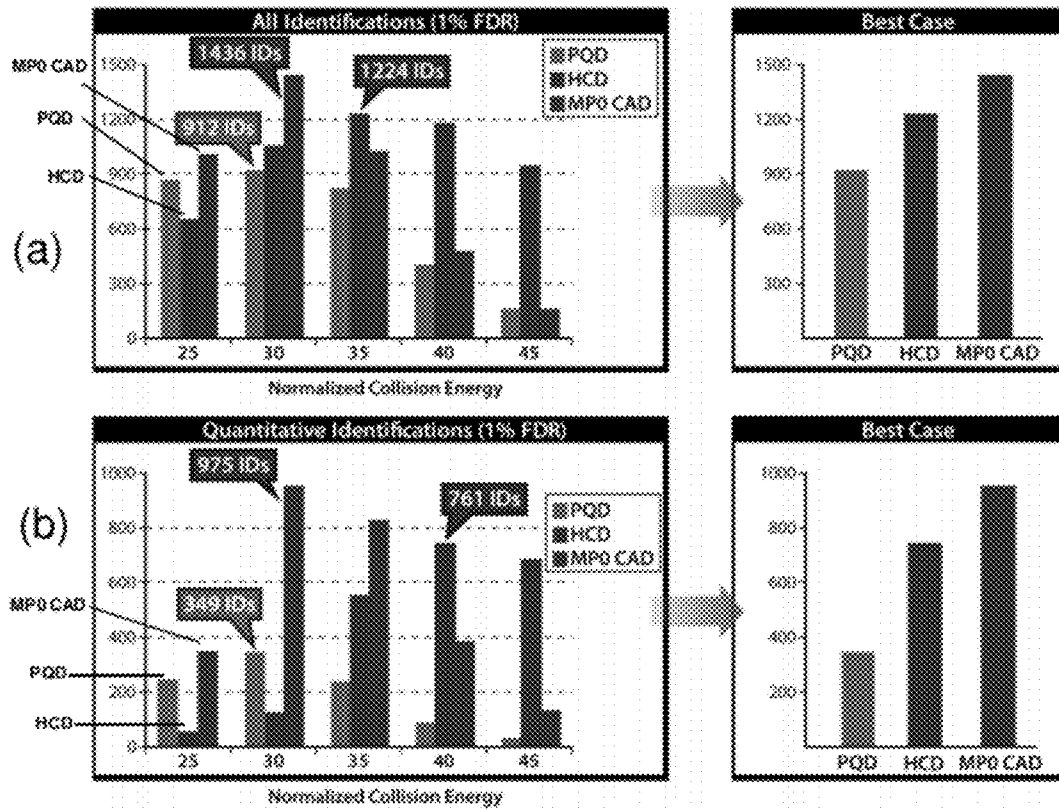 All Identifications (1% FDR)
PQD
HCD
MP0 CAD
1436 IDs
1224 IDs
912 IDs
MP0 CAD
PQD
HCD
(a)
1500
1200
900
600
300
0
25 30 35 40 45
Normalized Collision Energy
Best Case
1500
1200
900
600
300
PQD HCD MP0 CAD
Quantitative Identifications (1% FDR)
PQD
HCD
MP0 CAD
975 IDs
761 IDs
349 IDs
(b)
MP0 CAD
PQD
HCD
1000
800
600
400
200
0
25 30 35 40 45
Normalized Collision Energy
Best Case
1000
800
600
400
200
0
PQD HCD MP0 CAD